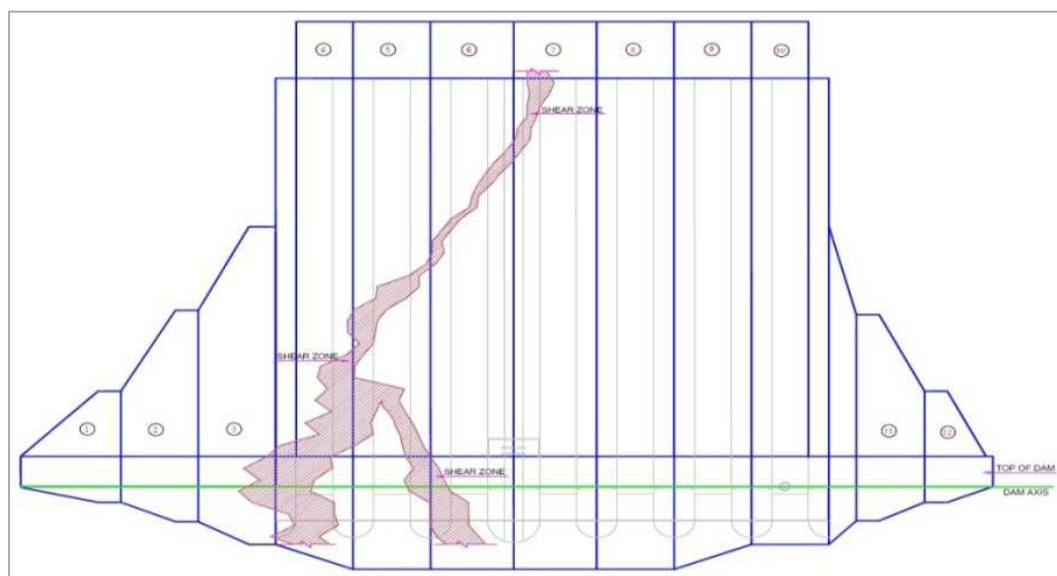 4 5 6 7 8 9 10
SHEAR ZONE
SHEAR ZONE
1 2 3 11 12
SHEAR ZONE
TOP OF DAM
DAM AXIS